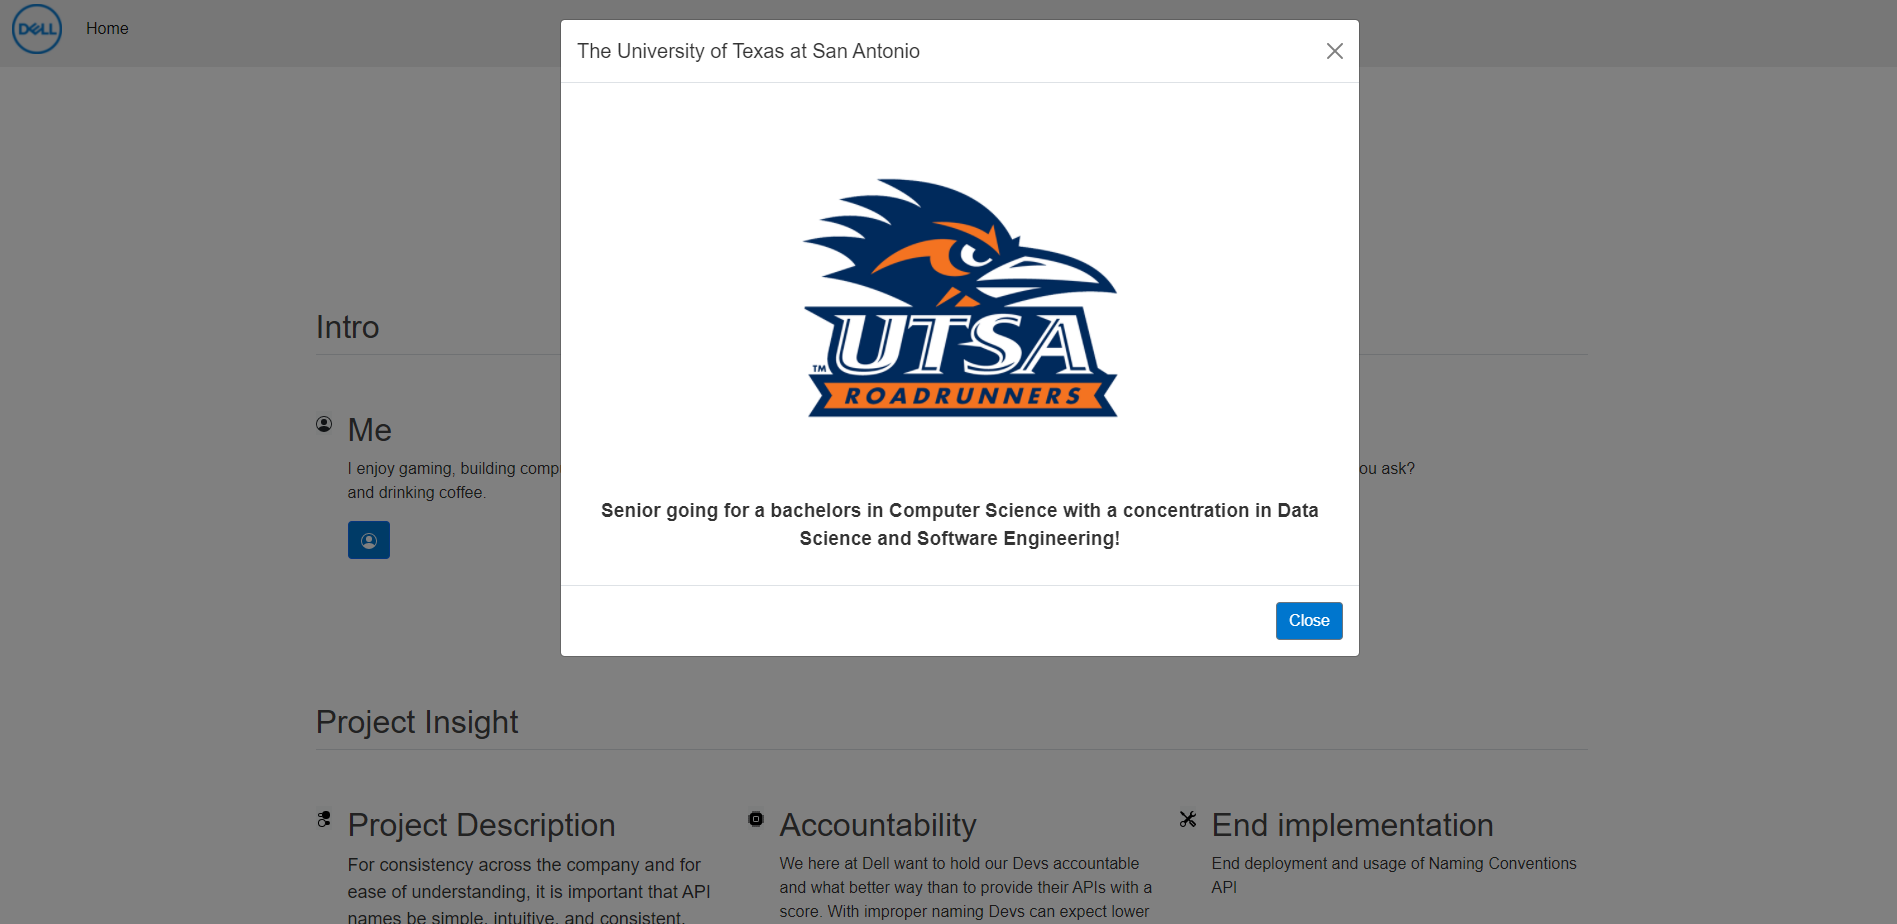 DELL
Home
The University of Texas at San Antonio
UTSA
TM
ROADRUNNERS
Senior going for a bachelors in Computer Science with a concentration in Data
Science and Software Engineering!
Close
Intro
Me
I enjoy gaming, building comp
and drinking coffee.
ou ask?
Project Insight
Project Description
For consistency across the company and for
ease of understanding, it is important that API
names be simple, intuitive, and consistent.
Accountability
We here at Dell want to hold our Devs accountable
and what better way than to provide their APIs with a
score. With improper naming Devs can expect lower
End implementation
End deployment and usage of Naming Conventions
API